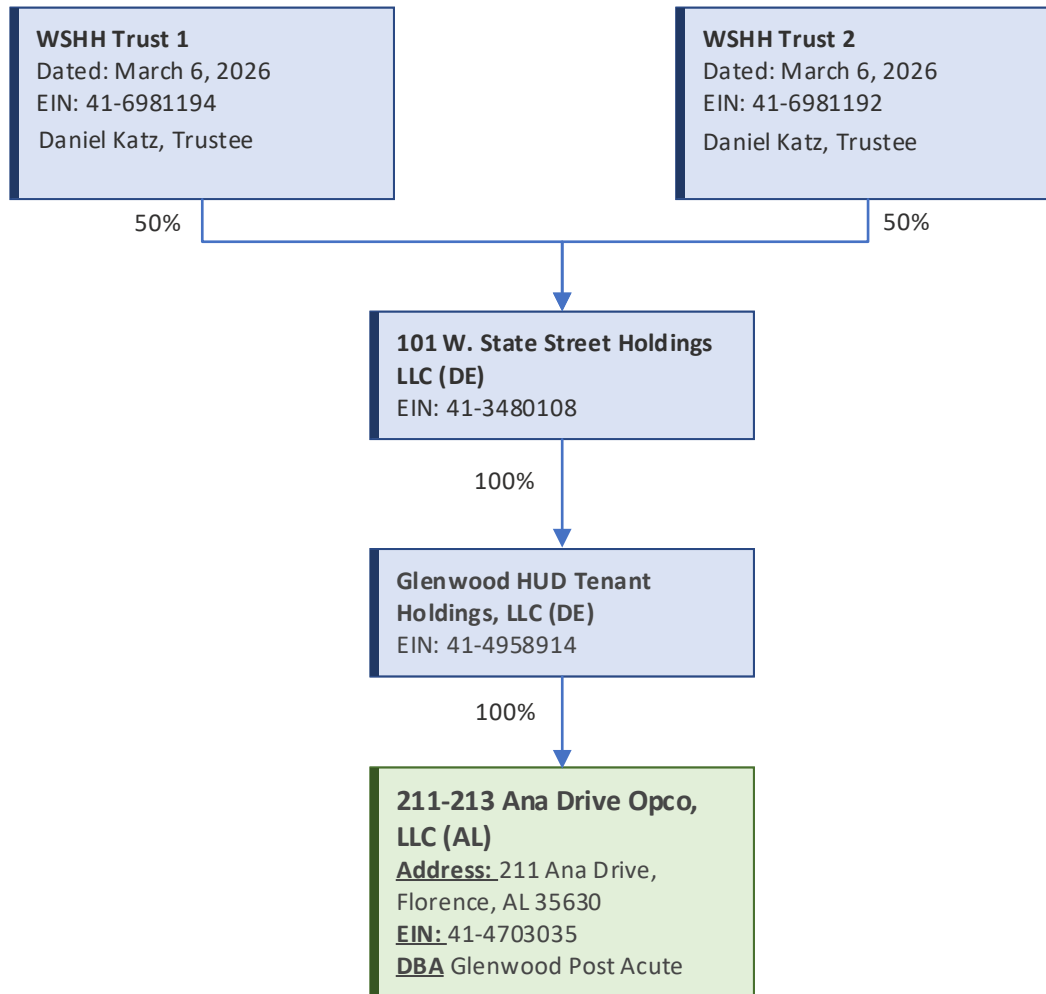 WSHH Trust 1
Dated: March 6, 2026
EIN: 41-6981194
Daniel Katz, Trustee
WSHH Trust 2
Dated: March 6, 2026
EIN: 41-6981192
Daniel Katz, Trustee
50%
50%
101 W. State Street Holdings
LLC (DE)
EIN: 41-3480108
100%
Glenwood HUD Tenant
Holdings, LLC (DE)
EIN: 41-4958914
100%
211-213 Ana Drive Opco,
LLC (AL)
Address: 211 Ana Drive,
Florence, AL 35630
EIN: 41-4703035
DBA Glenwood Post Acute